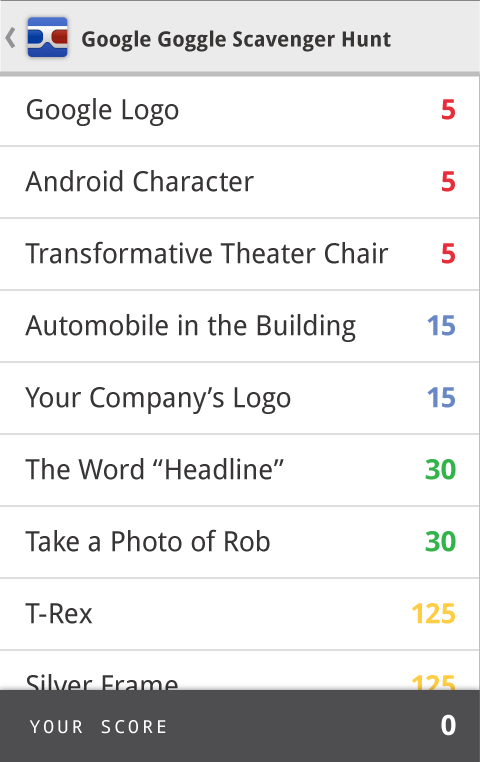 Google Goggle Scavenger Hunt
Google Logo 5
Android Character 5
Transformative Theater Chair 5
Automobile in the Building 15
Your Company’s Logo 15
The Word “Headline” 30
Take a Photo of Rob 30
T-Rex 125
Silver Frame 125
YOUR SCORE 0